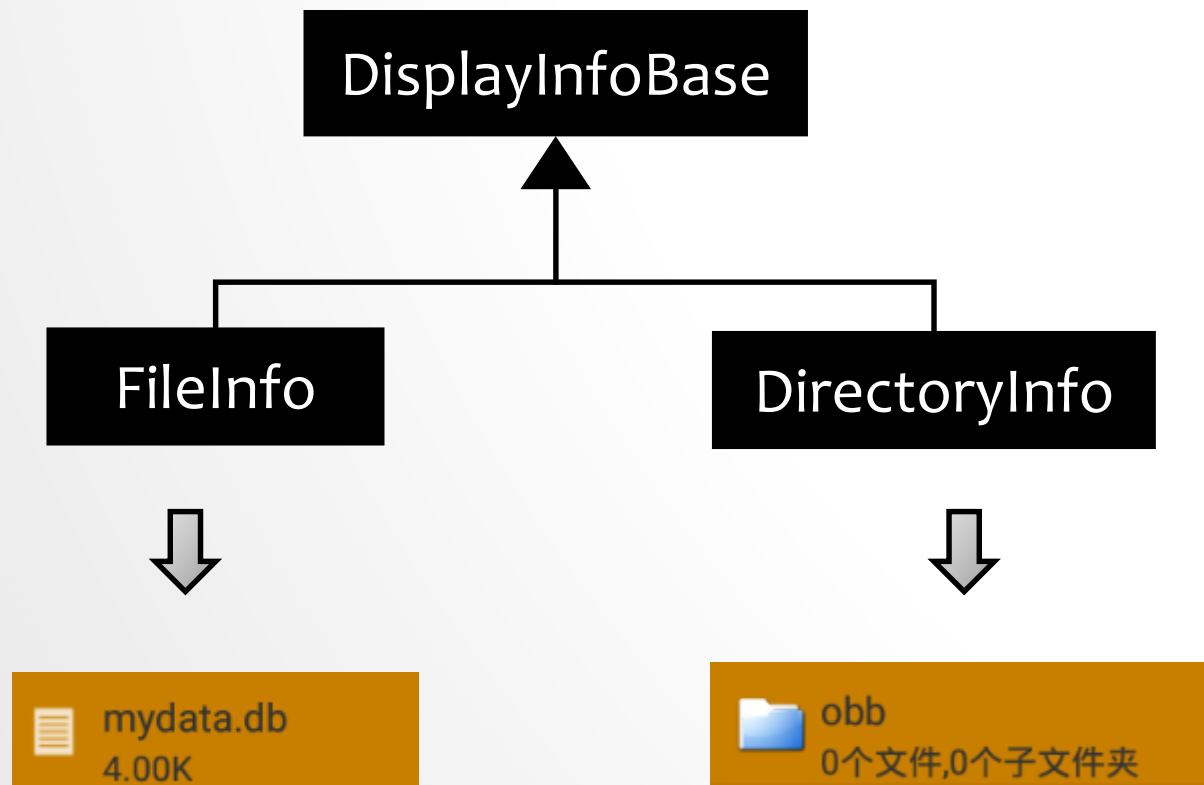 DisplayInfoBase
FileInfo
DirectoryInfo
mydata.db
4.00K
obb
0个文件,0个子文件夹